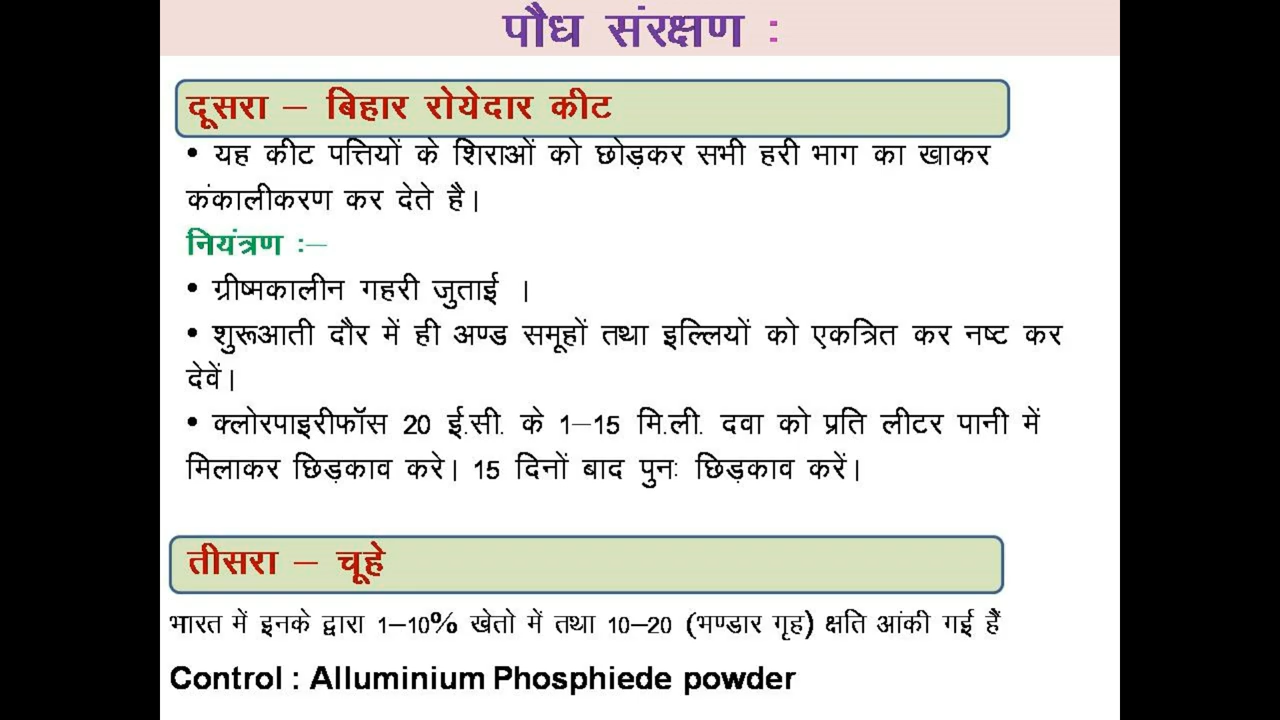 पौध संरक्षण :
दूसरा – बिहार रोयेदार कीट
• यह कीट पत्तियों के शिराओं को छोड़कर सभी हरी भाग का खाकर
कंकालीकरण कर देते है।
नियंत्रण :–
• ग्रीष्मकालीन गहरी जुताई ।
• शुरूआती दौर में ही अण्ड समूहों तथा इल्लियों को एकत्रित कर नष्ट कर
देवें।
• क्लोरपाइरीफॉस 20 ई.सी. के 1–15 मि.ली. दवा को प्रति लीटर पानी में
मिलाकर छिड़काव करे। 15 दिनों बाद पुनः छिड़काव करें।
तीसरा – चूहे
भारत में इनके द्वारा 1–10% खेतो में तथा 10–20 (भण्डार गृह) क्षति आंकी गई हैं
Control : Alluminium Phosphiede powder